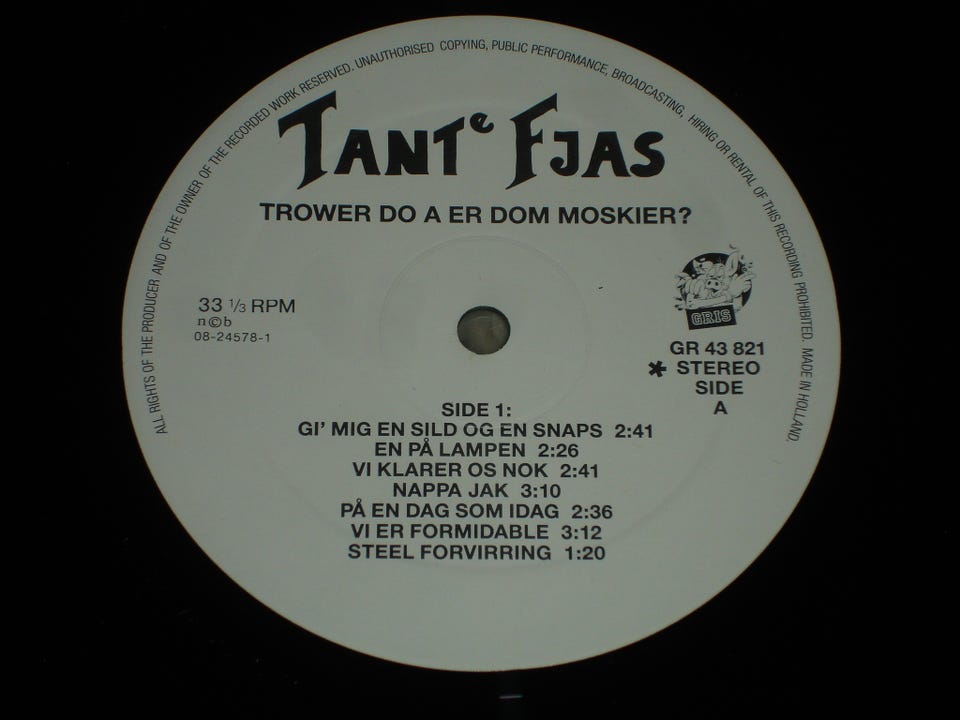 ALL RIGHTS OF THE PRODUCER AND OF THE OWNER OF THE RECORDED WORK RESERVED. UNAUTHORISED COPYING, PUBLIC PERFORMANCE, BROADCASTING, HIRING OR RENTAL OF THIS RECORDING PROHIBITED. MADE IN HOLLAND.
TANTe FJAS
TROWER DO A ER DOM MOSKIER?
33 1/3 RPM
n©b
08-24578-1
GRIS
GR 43 821
* STEREO
SIDE
A
SIDE 1:
GI' MIG EN SILD OG EN SNAPS 2:41
EN PÅ LAMPEN 2:26
VI KLARER OS NOK 2:41
NAPPA JAK 3:10
PÅ EN DAG SOM IDAG 2:36
VI ER FORMIDABLE 3:12
STEEL FORVIRRING 1:20